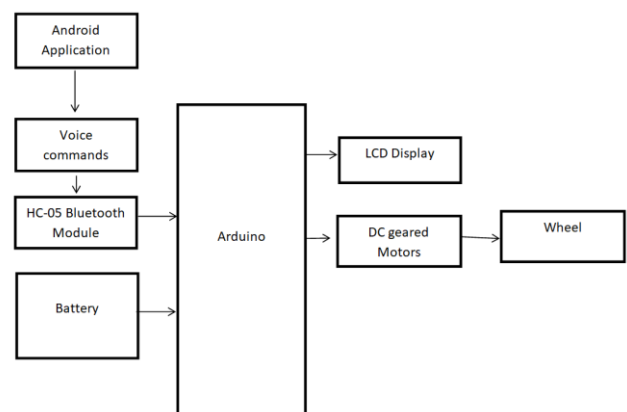 Android
Application
Voice
commands
HC-05 Bluetooth
Module
Battery
Arduino
LCD Display
DC geared
Motors
Wheel